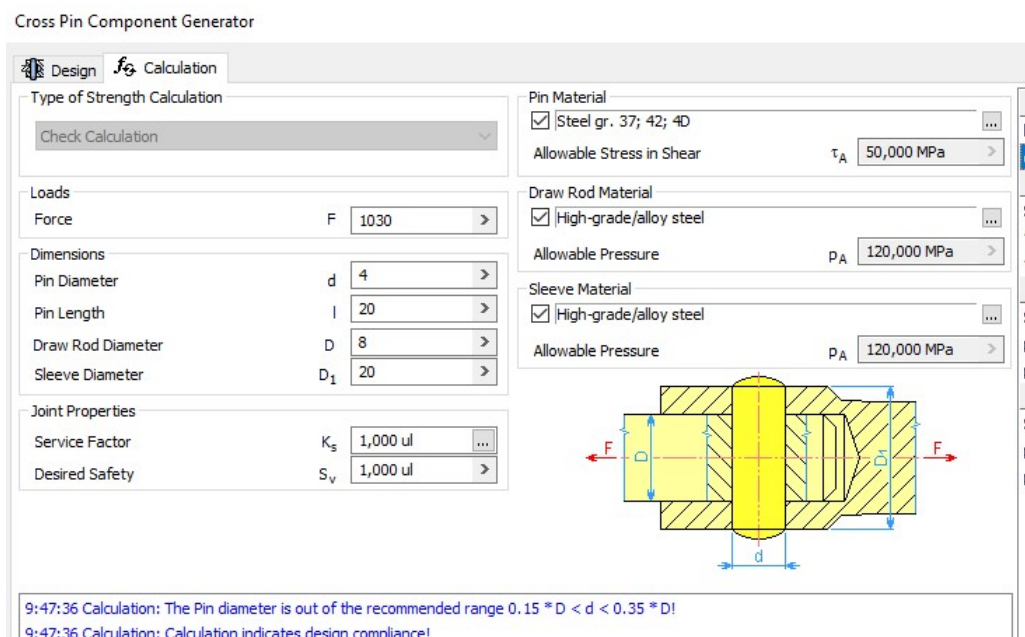 Cross Pin Component Generator
Design
Calculation
Type of Strength Calculation
Check Calculation
Loads
Force F 1030
Dimensions
Pin Diameter d 4
Pin Length l 20
Draw Rod Diameter D 8
Sleeve Diameter D₁ 20
Joint Properties
Service Factor Kₛ 1,000 ul ...
Desired Safety Sᵥ 1,000 ul
Pin Material
Steel gr. 37; 42; 4D ...
Allowable Stress in Shear τA 50,000 MPa
Draw Rod Material
High-grade/alloy steel ...
Allowable Pressure pA 120,000 MPa
Sleeve Material
High-grade/alloy steel ...
Allowable Pressure pA 120,000 MPa
F D D₁ F
d
9:47:36 Calculation: The Pin diameter is out of the recommended range 0.15 * D < d < 0.35 * D!
9:47:36 Calculation: Calculation indicates design compliance!